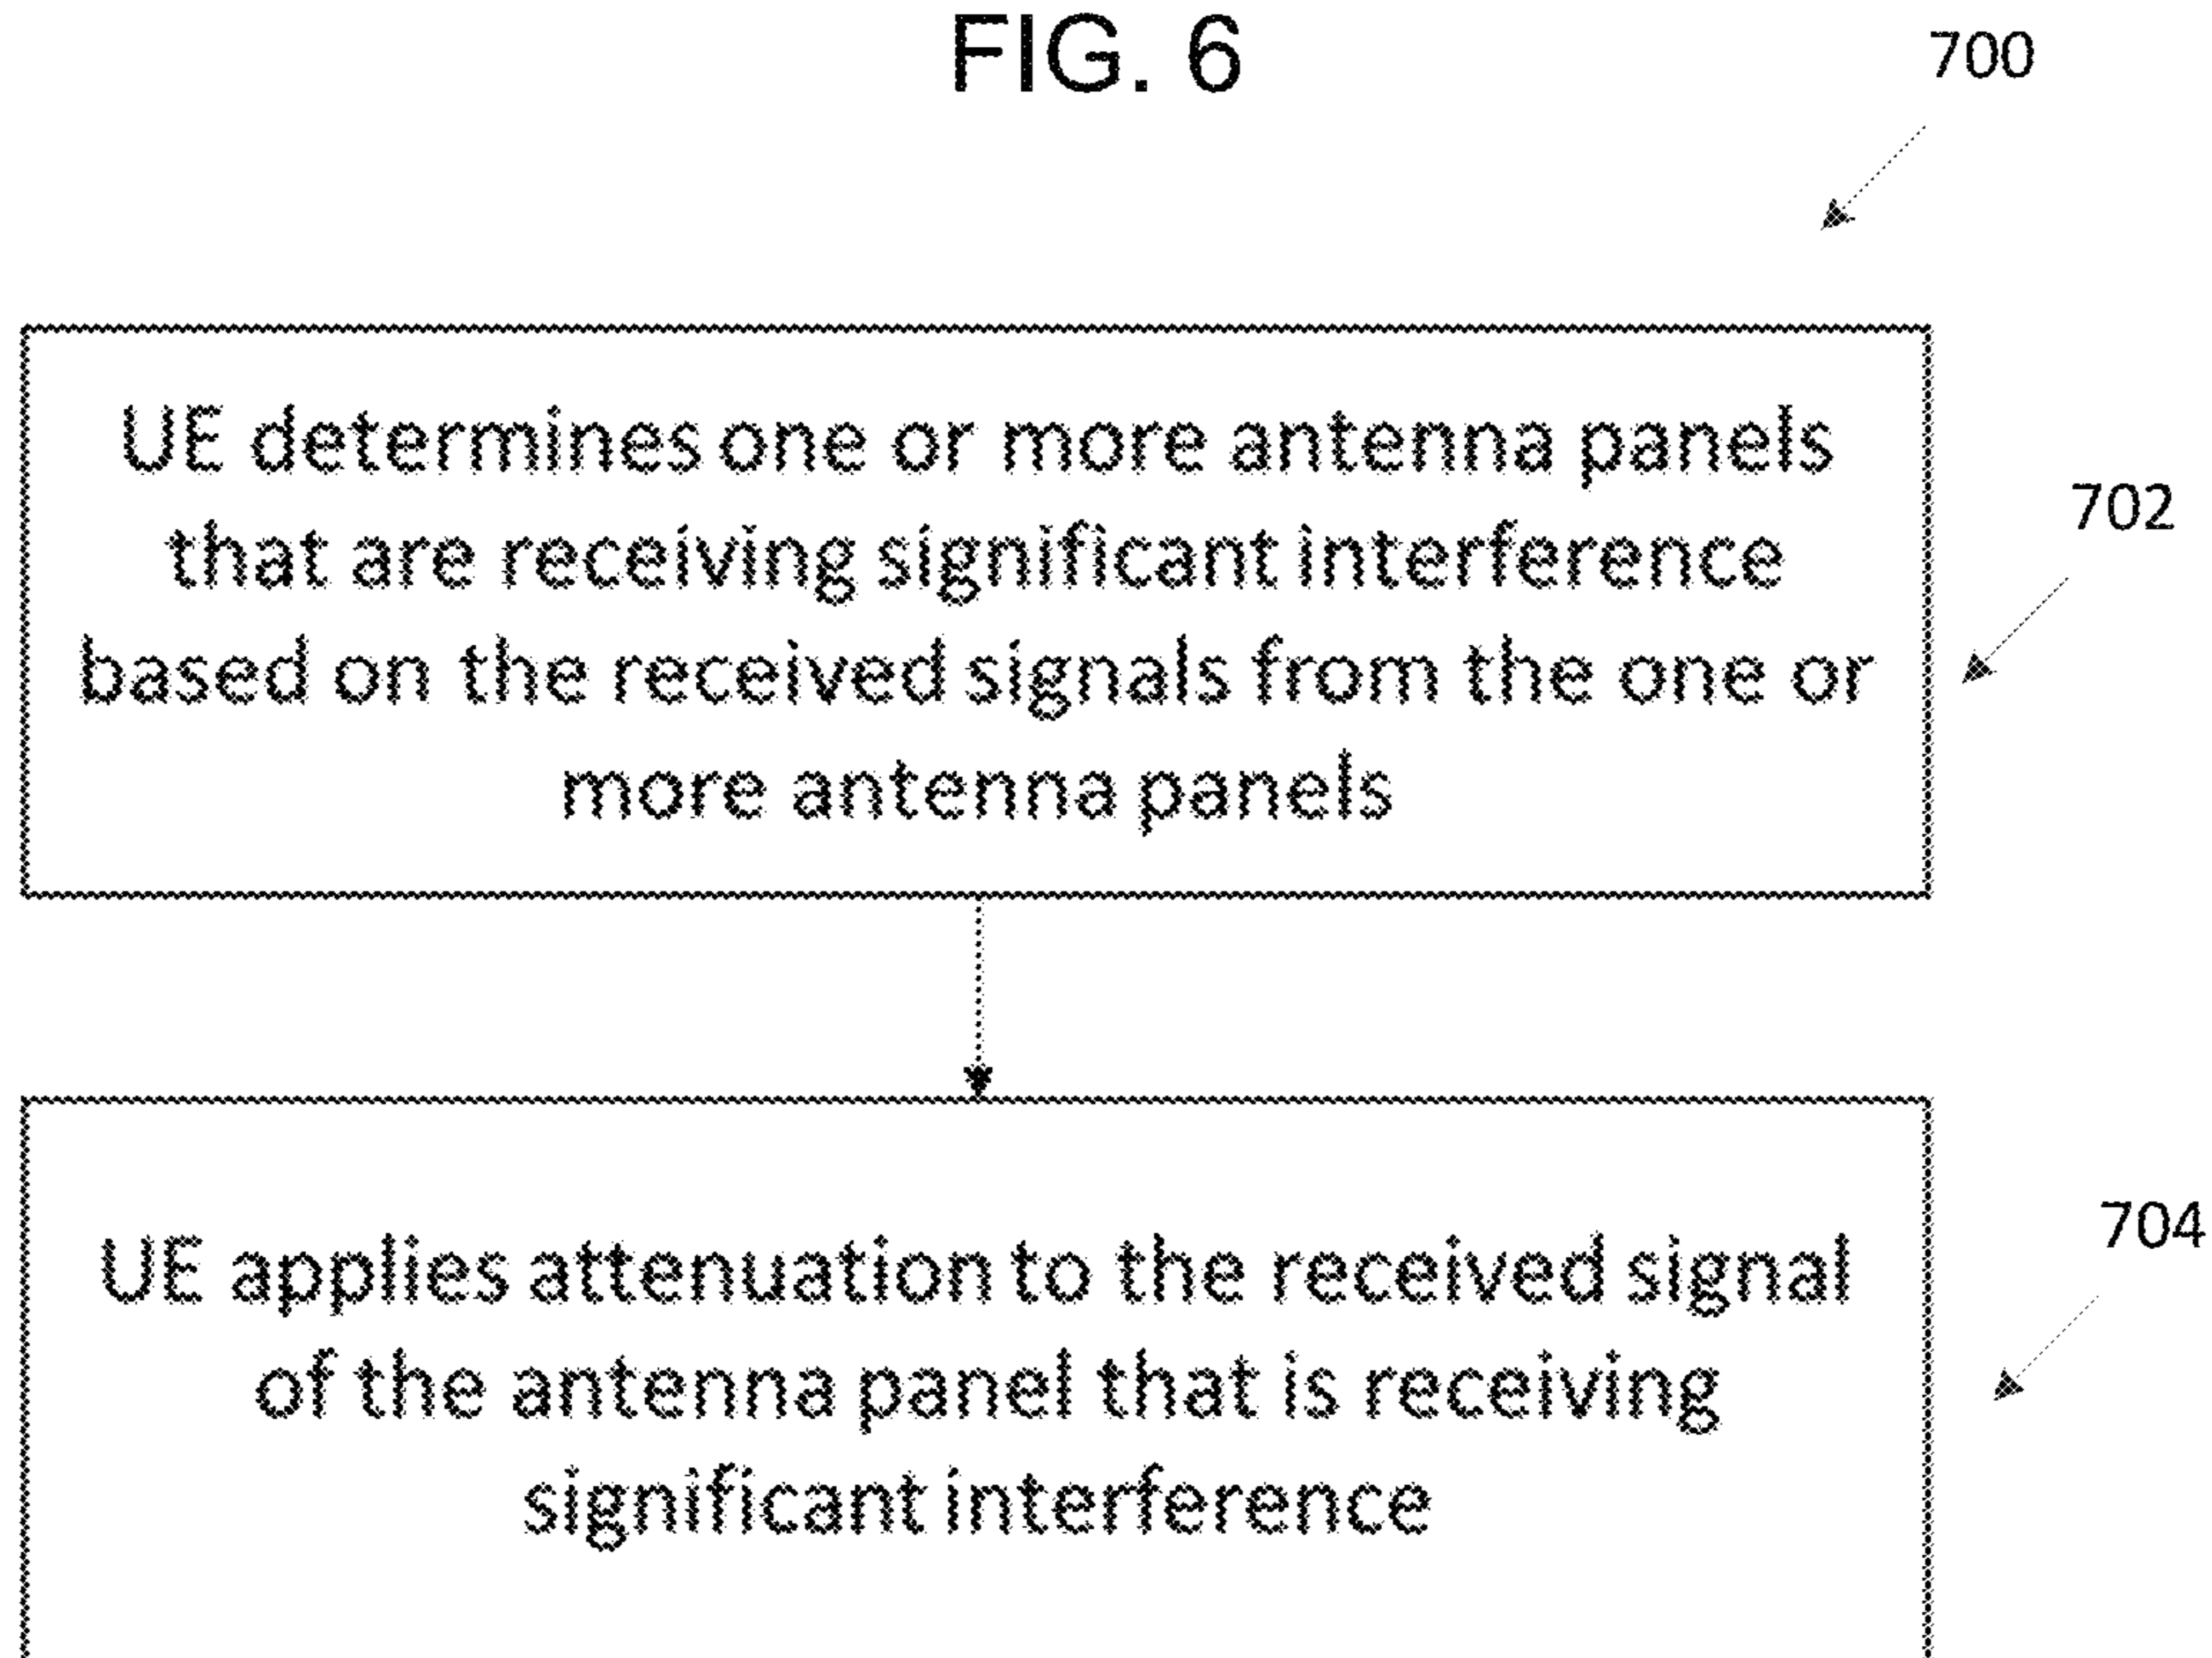 FIG. 6
700
UE determines one or more antenna panels
that are receiving significant interference
based on the received signals from the one or
more antenna panels
702
UE applies attenuation to the received signal
of the antenna panel that is receiving
significant interference
704